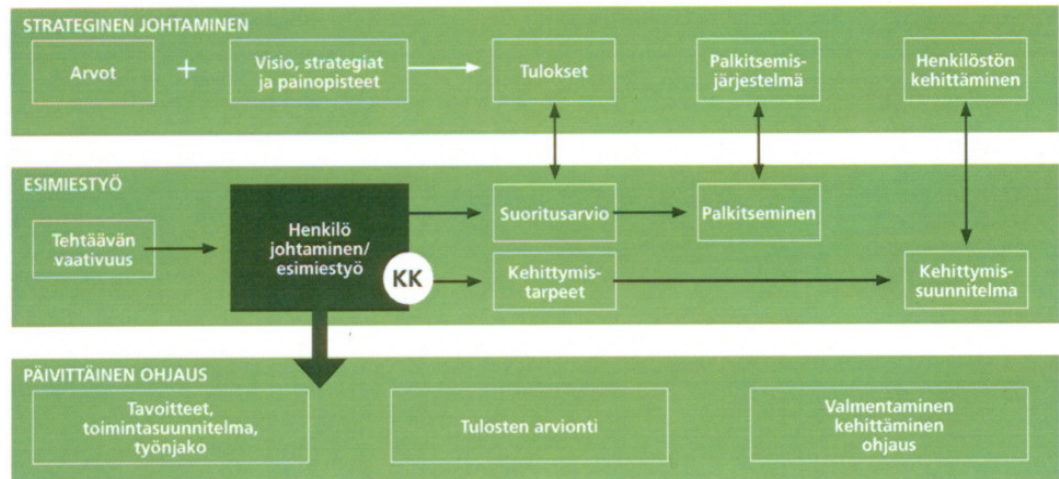 STRATEGINEN JOHTAMINEN
Arvot
+
Visio, strategiat
ja painopisteet
Tulokset
Palkitsemis-
järjestelmä
Henkilöstön
kehittäminen
ESIMIESTYÖ
Tehtäävän
vaativuus
Henkilö
johtaminen/
esimiestyö
KK
Suoritusarvio
Palkitseminen
Kehittymis-
tarpeet
Kehittymis-
suunnitelma
PÄIVITTÄINEN OHJAUS
Tavoitteet,
toimintasuunnitelma,
työnjako
Tulosten arvionti
Valmentaminen
kehittäminen
ohjaus